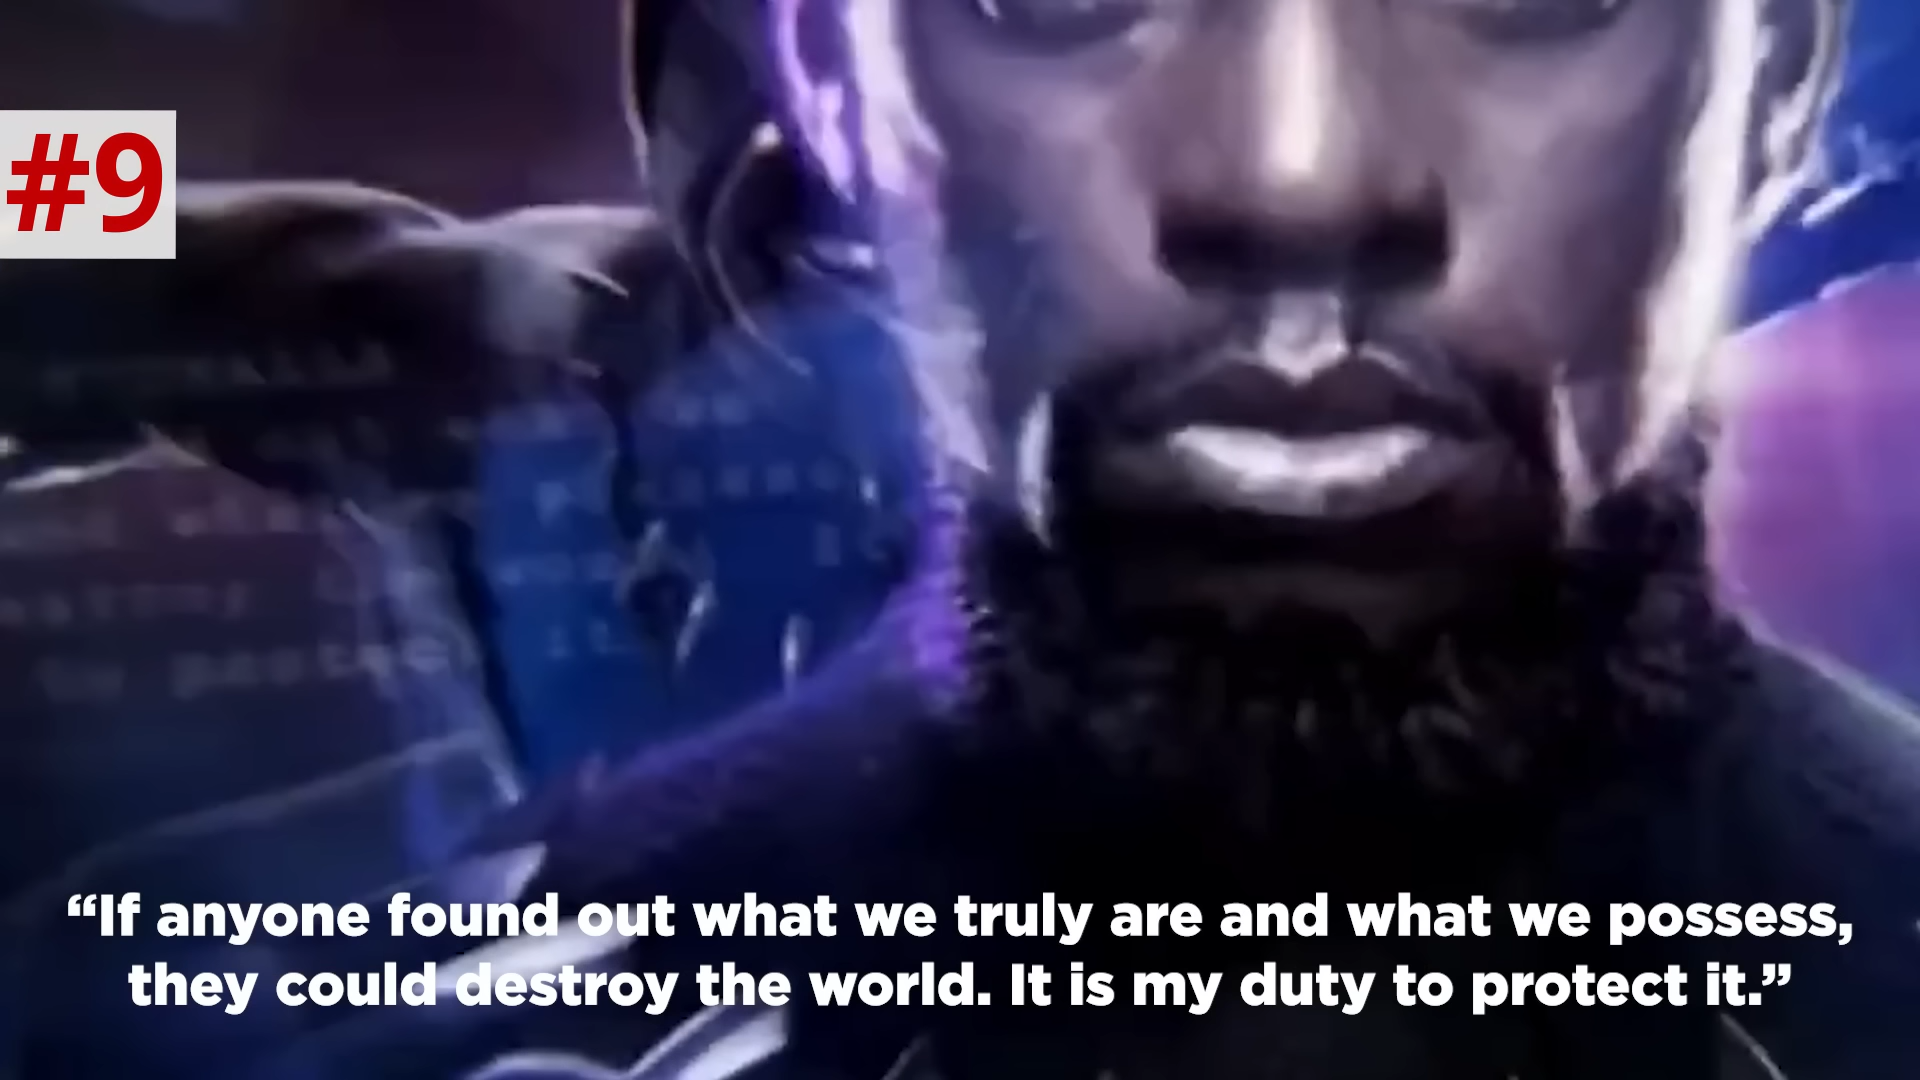 #9
“If anyone found out what we truly are and what we possess,
they could destroy the world. It is my duty to protect it.”